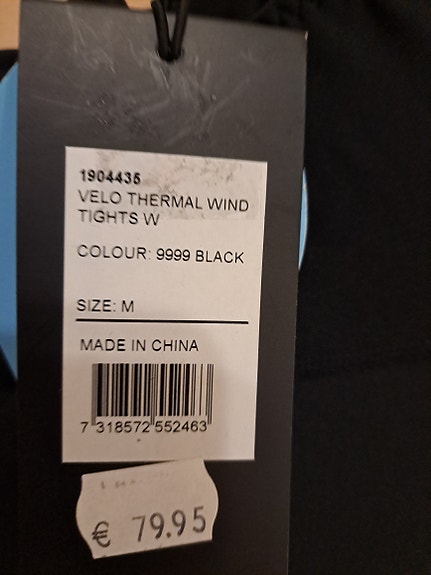 1904435
VELO THERMAL WIND
TIGHTS W
COLOUR: 9999 BLACK
SIZE: M
MADE IN CHINA
7 318572 552463
€ 79.95